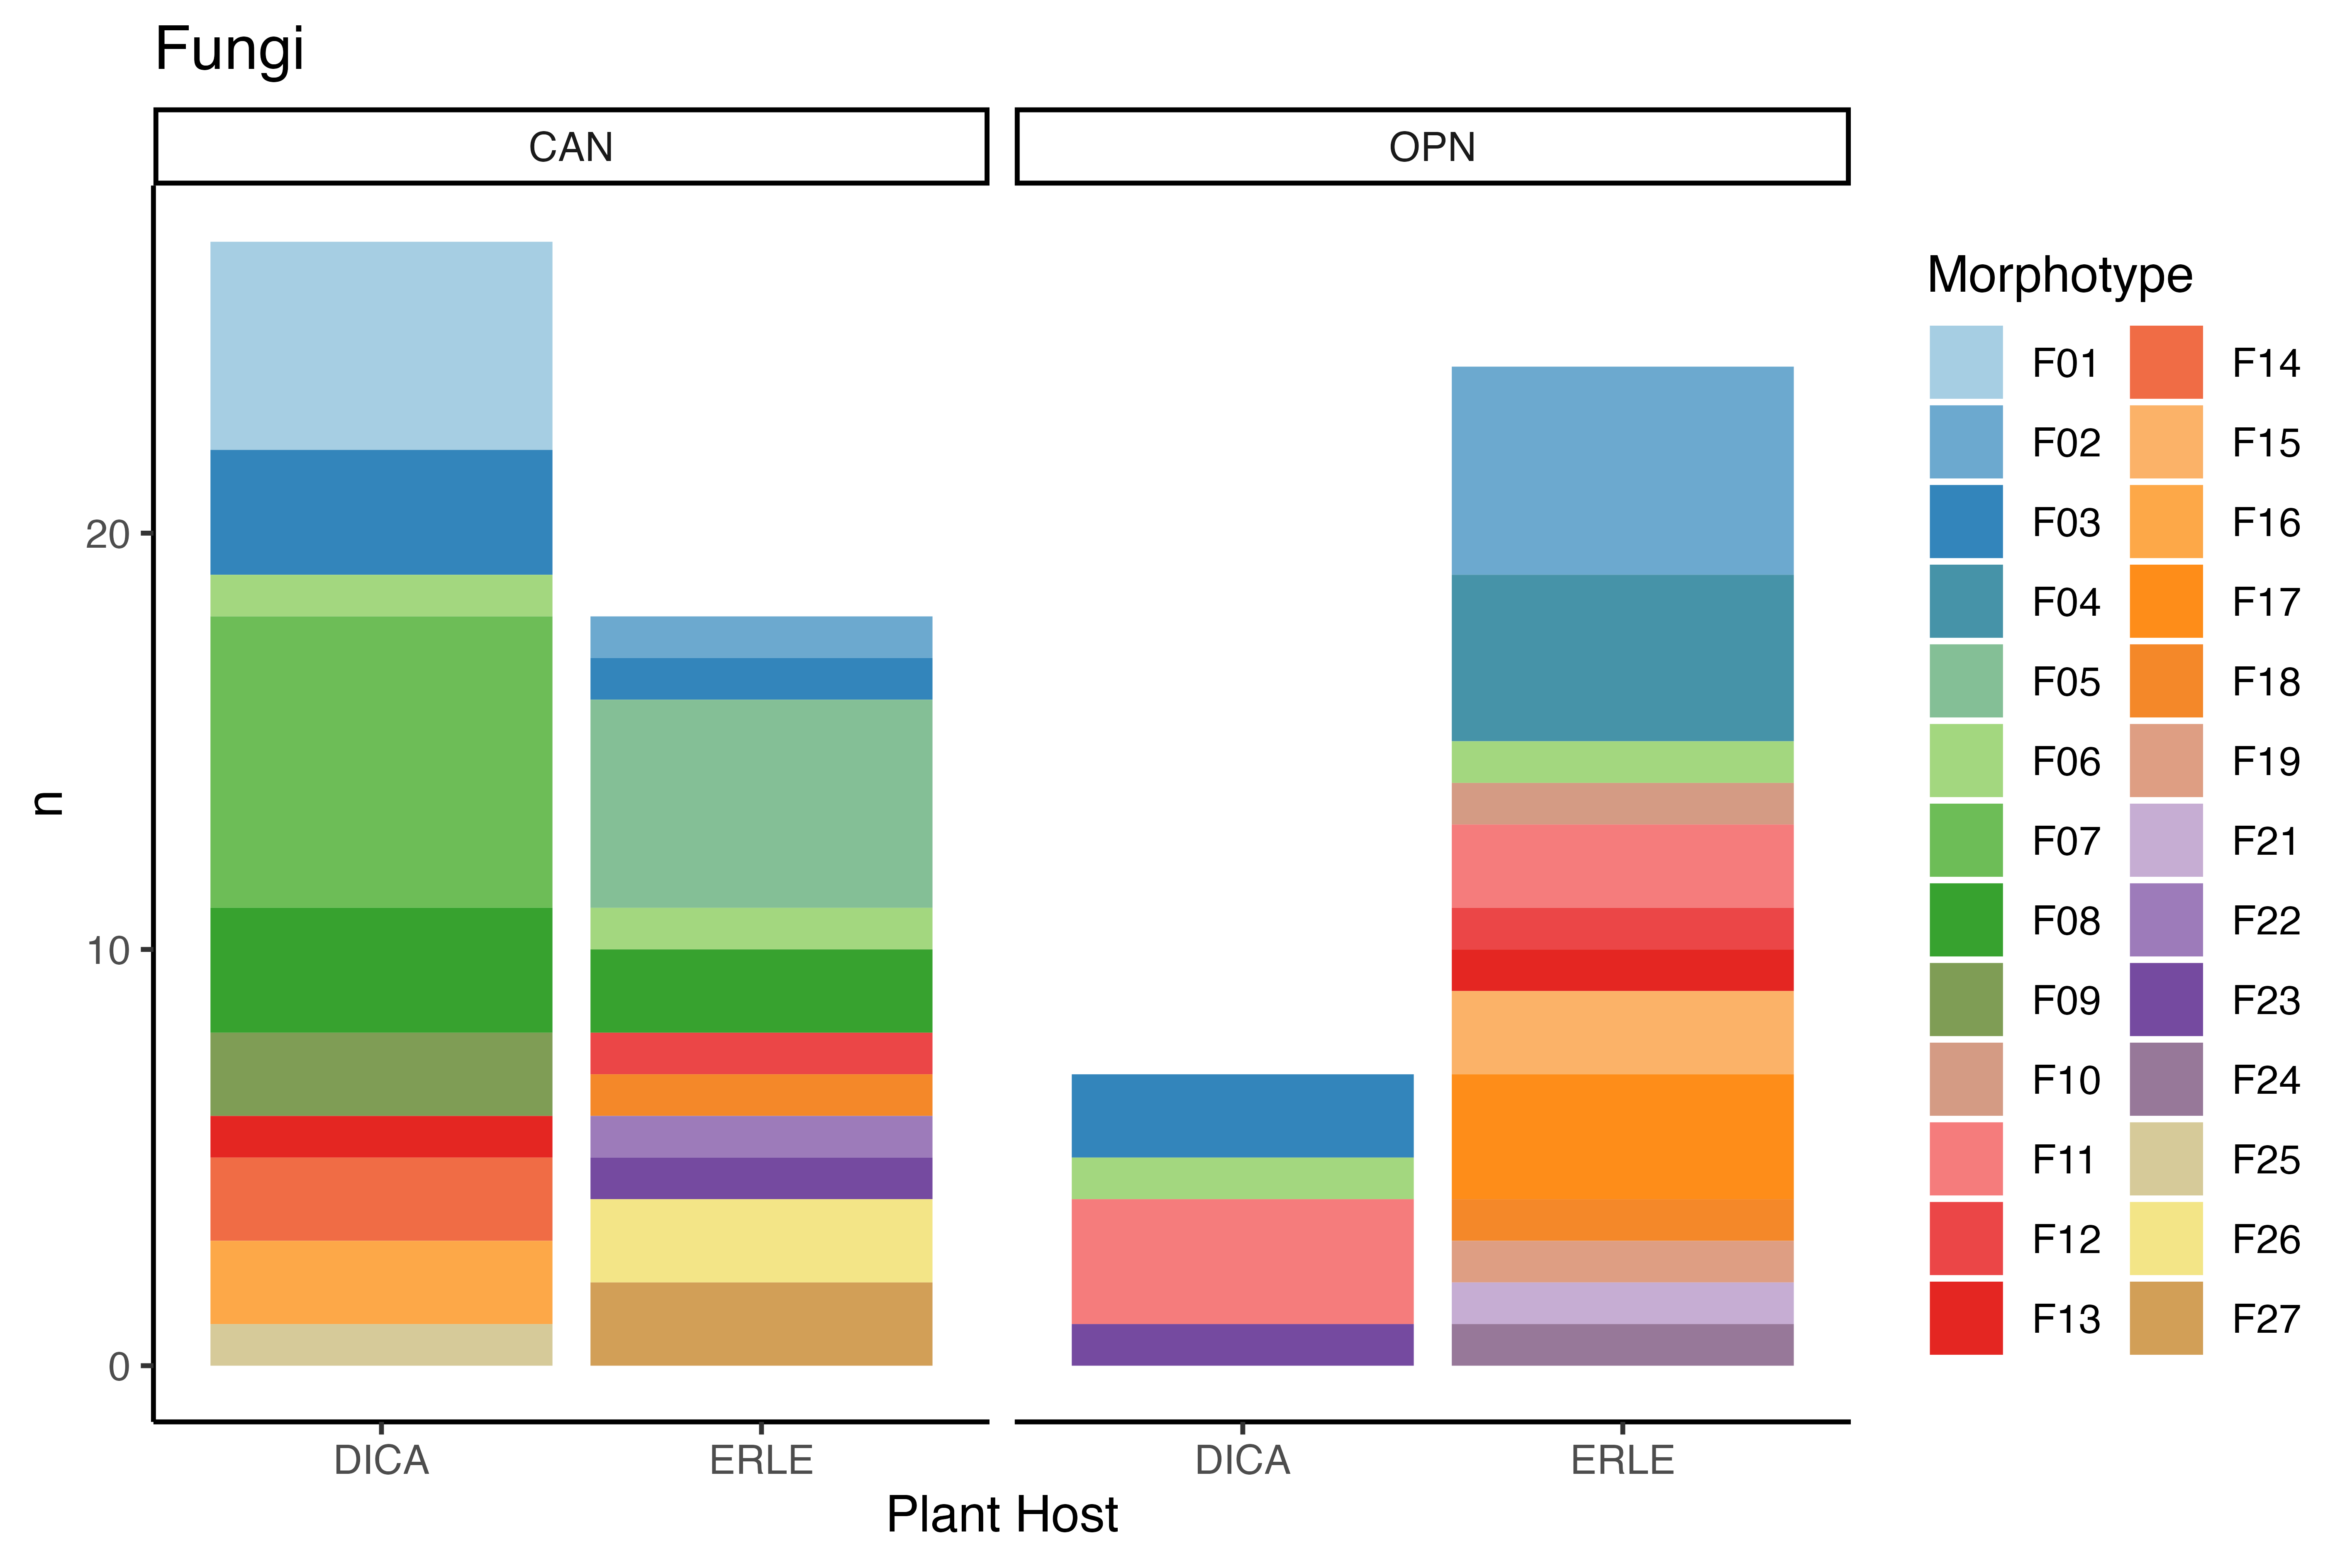 Fungi
CAN
OPN
n
20
10
0
DICA
ERLE
DICA
ERLE
Plant Host
Morphotype
F01
F02
F03
F04
F05
F06
F07
F08
F09
F10
F11
F12
F13
F14
F15
F16
F17
F18
F19
F21
F22
F23
F24
F25
F26
F27